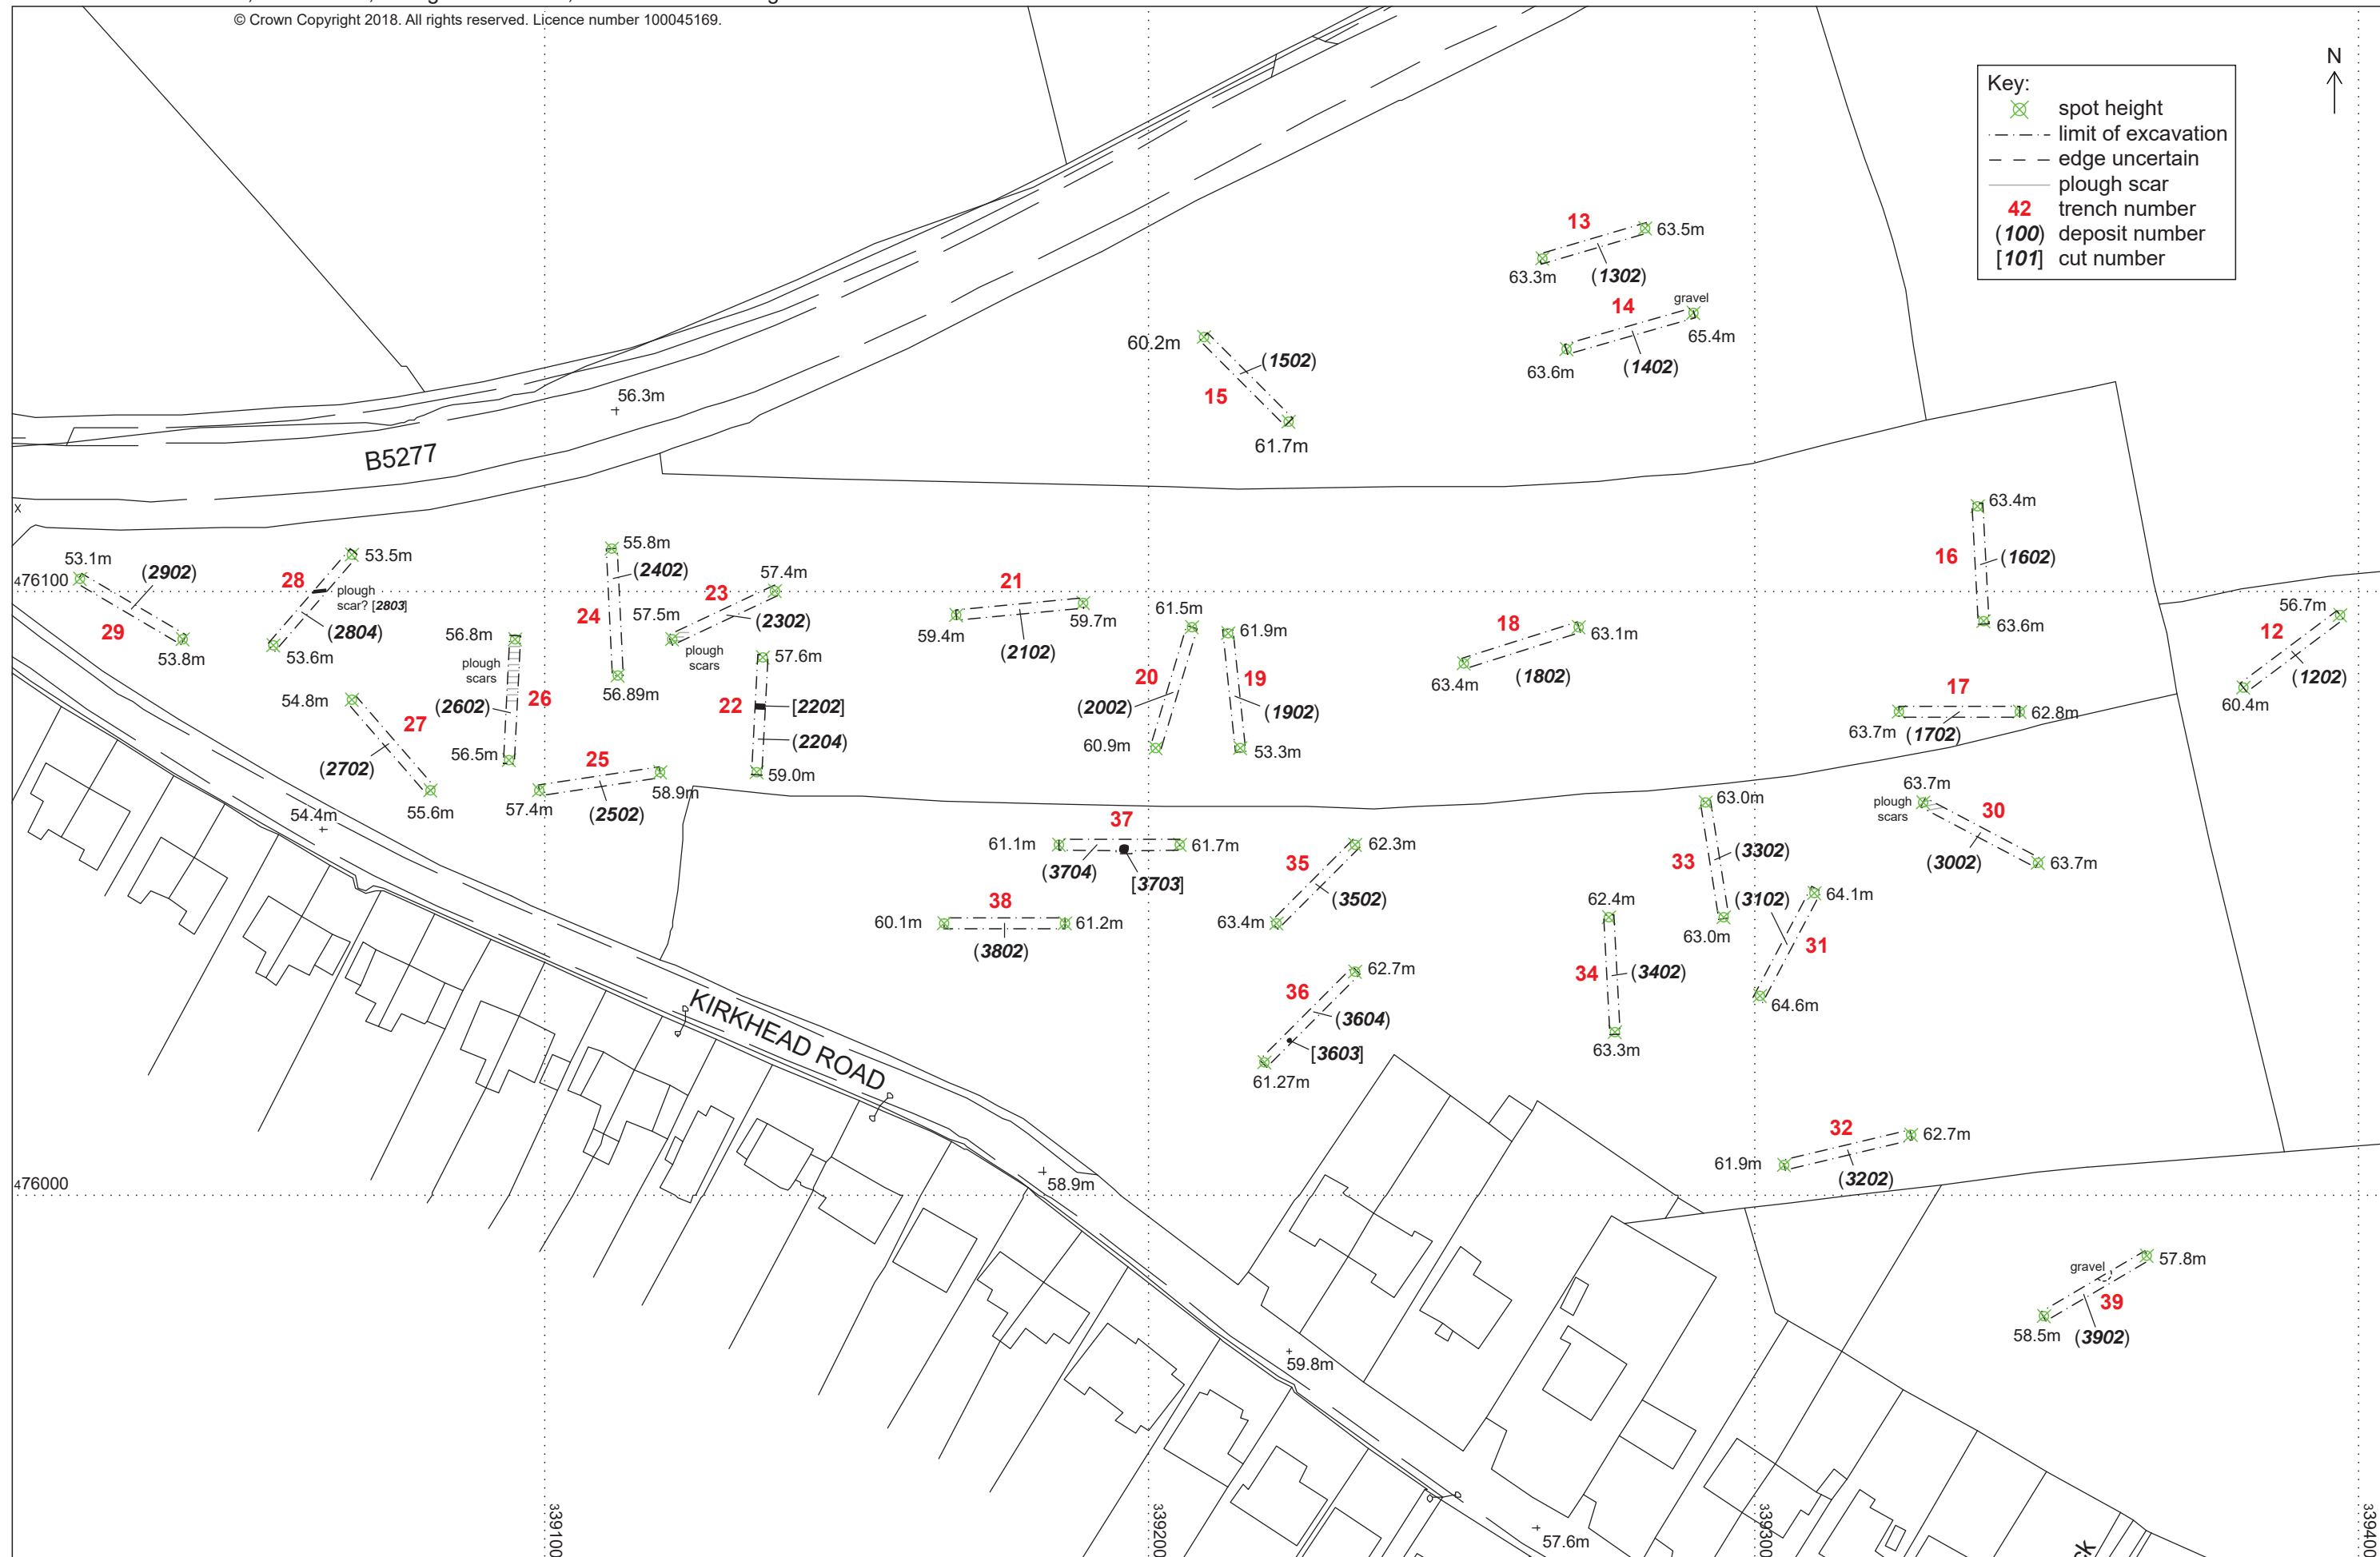 © Crown Copyright 2018. All rights reserved. Licence number 100045169.
N
Key:
spot height
limit of excavation
edge uncertain
plough scar
42 trench number
(100) deposit number
[101] cut number
13
63.5m
63.3m
(1302)
gravel
14
65.4m
63.6m
(1402)
60.2m
(1502)
15
61.7m
56.3m
B5277
x
63.4m
16
(1602)
63.6m
53.1m
(2902)
476100
29
53.8m
28
53.5m
plough
scar? [2803]
(2804)
53.6m
55.8m
(2402)
24
56.89m
57.4m
23
57.5m
(2302)
plough
scars
21
59.4m
59.7m
(2102)
61.5m
61.9m
20
19
(2002)
(1902)
60.9m
53.3m
18
63.1m
63.4m
(1802)
56.7m
12
(1202)
60.4m
17
63.7m
(1702)
62.8m
56.8m
plough
scars
(2602)
26
56.5m
54.8m
27
(2702)
55.6m
57.6m
22
[2202]
(2204)
59.0m
25
57.4m
58.9m
(2502)
54.4m
37
61.1m
61.7m
(3704)
[3703]
38
60.1m
61.2m
(3802)
62.3m
35
(3502)
63.4m
63.0m
33
(3302)
63.0m
63.7m
plough
scars
30
(3002)
63.7m
(3102)
64.1m
31
64.6m
62.4m
34
(3402)
63.3m
62.7m
36
(3604)
[3603]
61.27m
KIRKHEAD ROAD
32
62.7m
61.9m
(3202)
476000
58.9m
gravel
57.8m
39
58.5m
(3902)
59.8m
57.6m
339100
339200
339300
339400